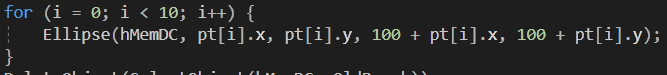 for (i = 0; i < 10; i++) {
    Ellipse(hMemDC, pt[i].x, pt[i].y, 100 + pt[i].x, 100 + pt[i].y);
}